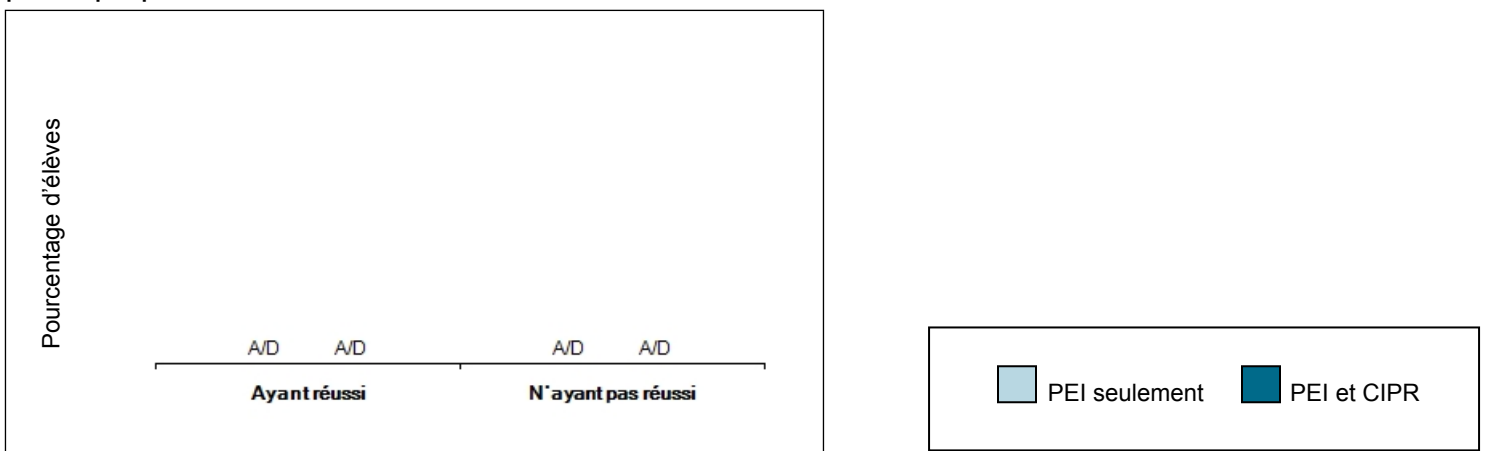 Pourcentage d'élèves
A/D A/D A/D A/D
Ayant réussi N'ayant pas réussi
PEI seulement PEI et CIPR